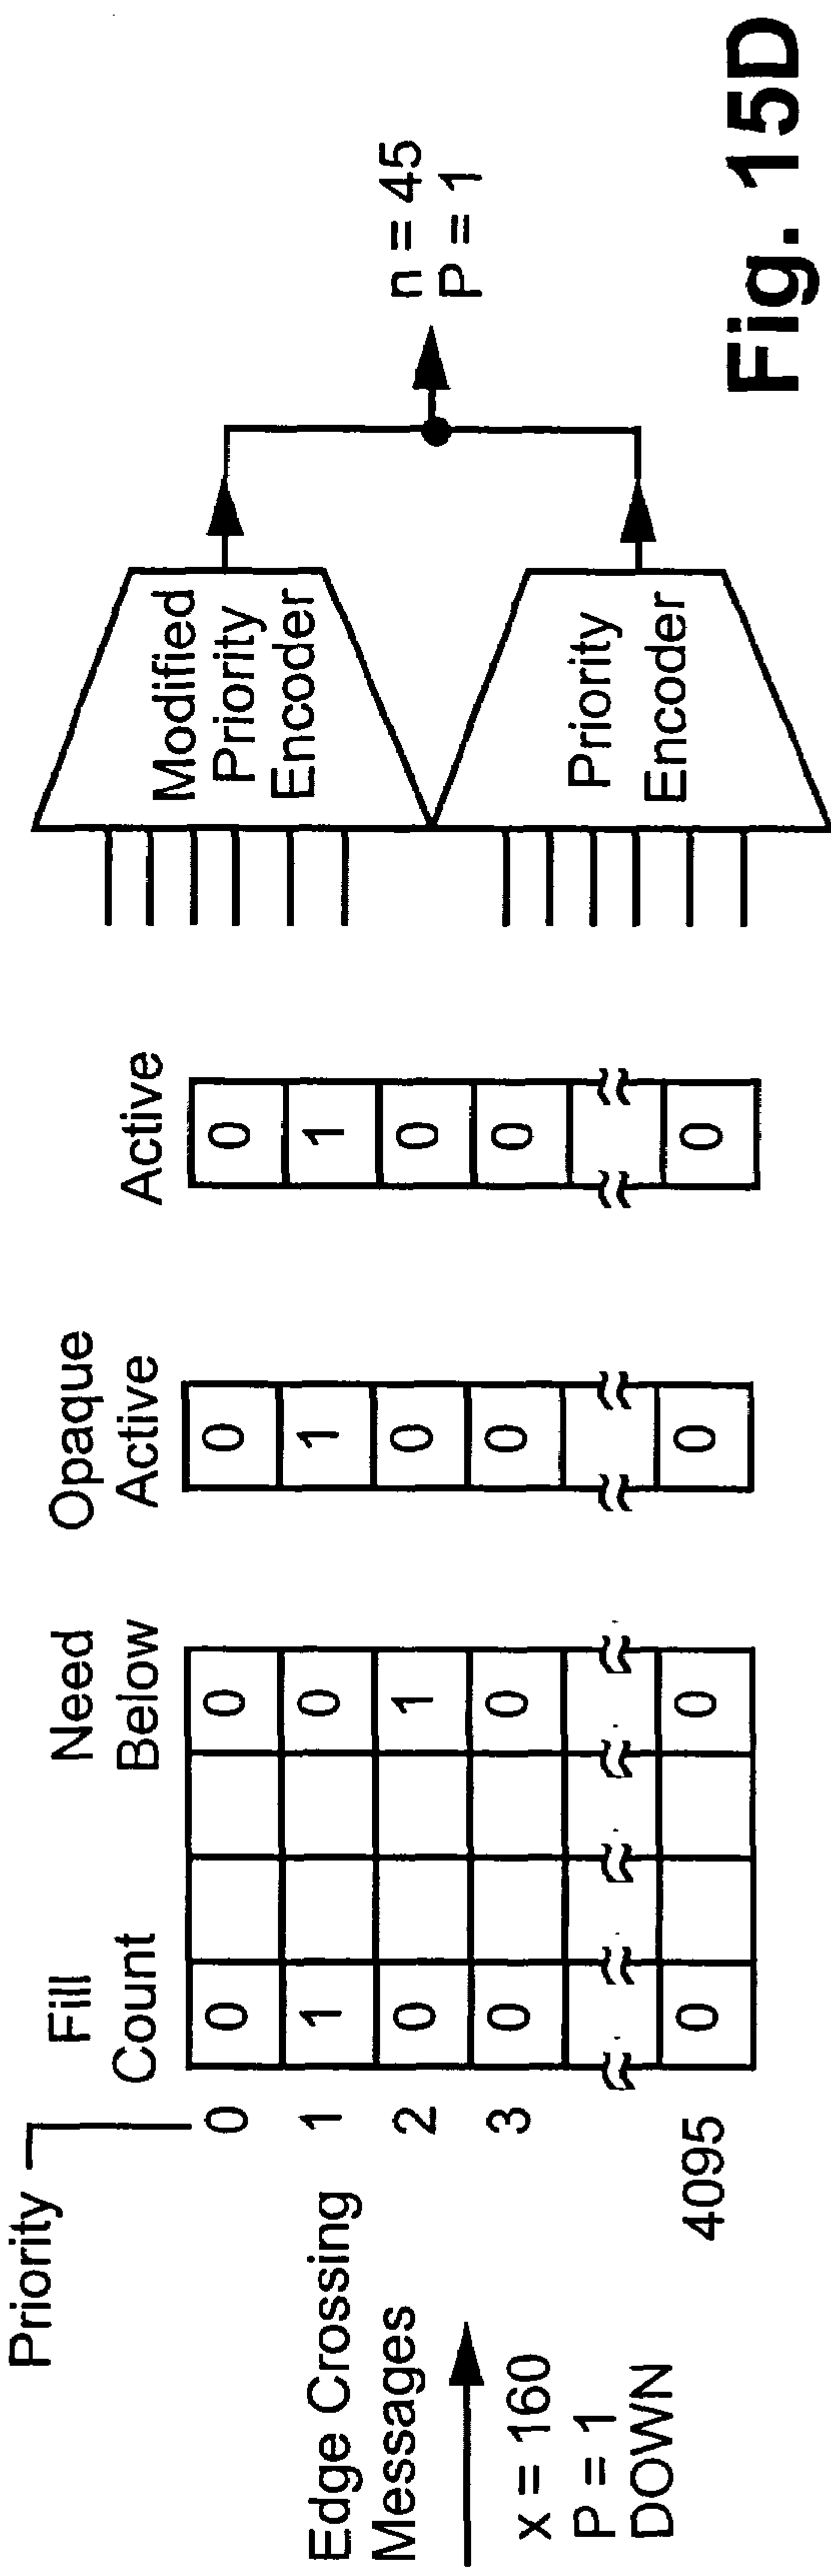 Priority
Edge Crossing
Messages
x = 160
P = 1
DOWN
Fill
Count
Need
Below
Opaque
Active
Active
0 0 0 0 0
1 1 0 1 1
2 0 1 0 0
3 0 0 0 0
4095 0 0 0 0
Modified
Priority
Encoder
Priority
Encoder
n = 45
P = 1
Fig. 15D